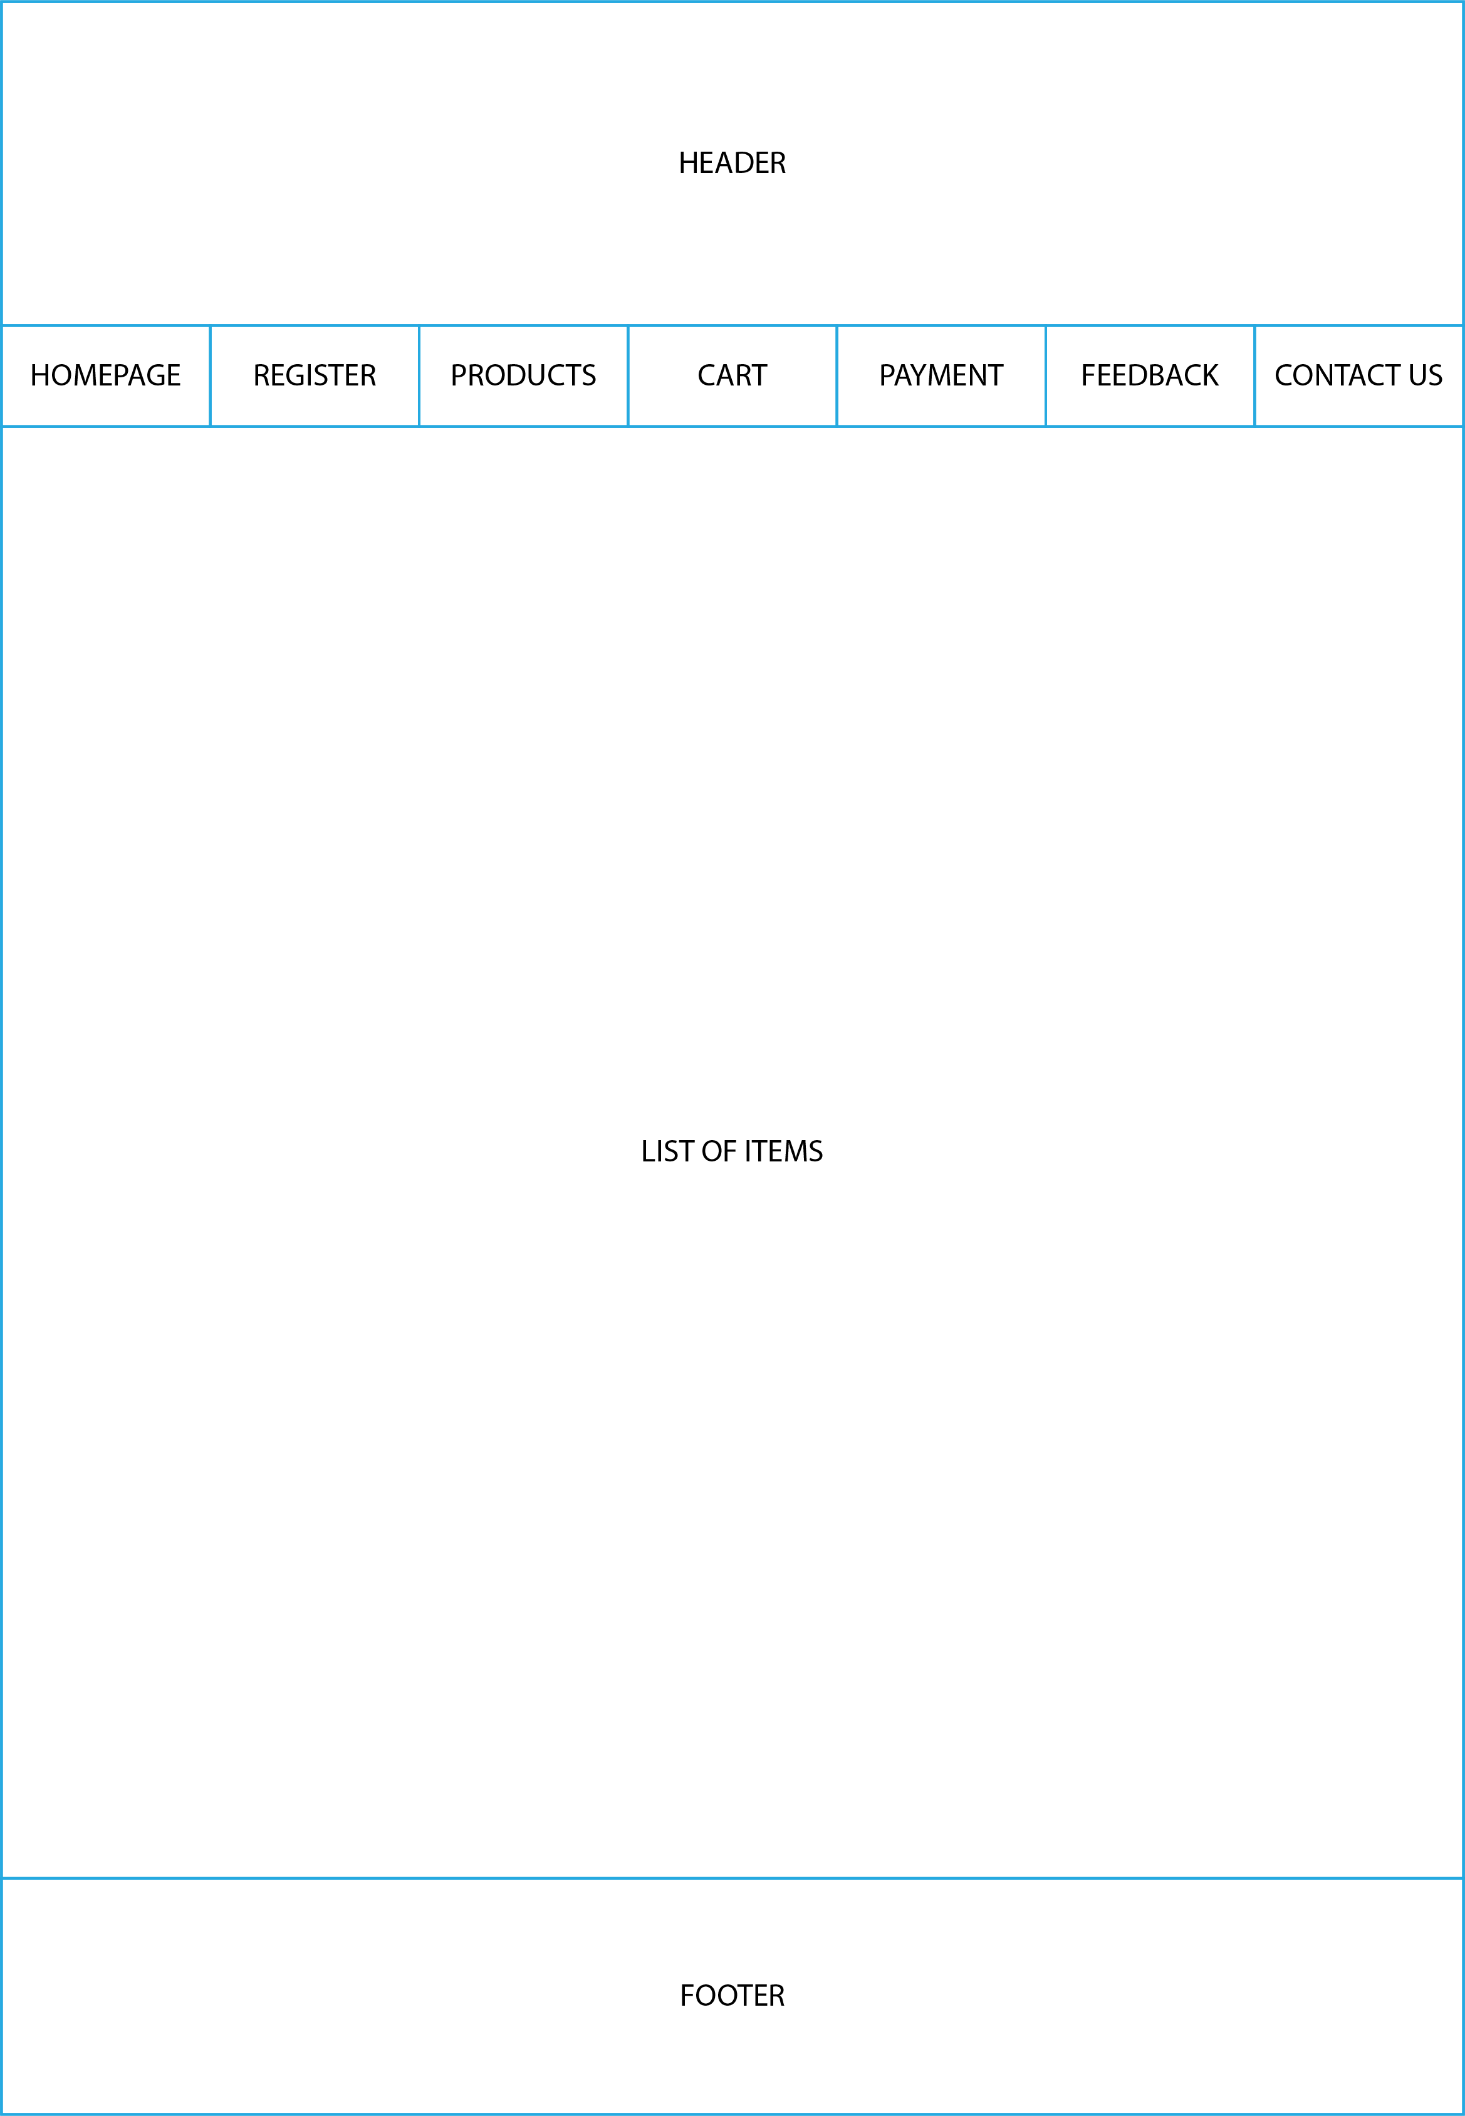 HEADER
HOMEPAGE REGISTER PRODUCTS CART PAYMENT FEEDBACK CONTACT US
LIST OF ITEMS
FOOTER